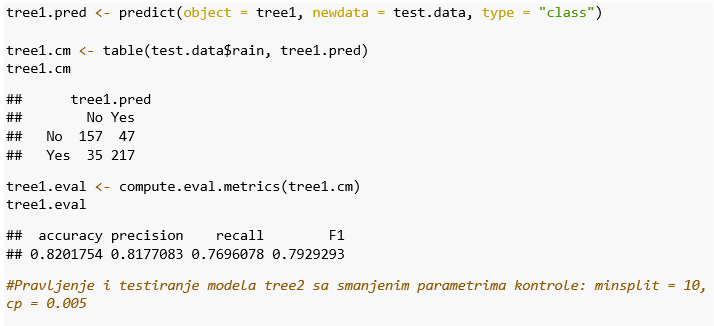 tree1.pred <- predict(object = tree1, newdata = test.data, type = "class")
tree1.cm <- table(test.data$rain, tree1.pred)
tree1.cm
##      tree1.pred
##        No Yes
##   No  157  47
##   Yes  35 217
tree1.eval <- compute.eval.metrics(tree1.cm)
tree1.eval
##  accuracy precision    recall        F1
## 0.8201754 0.8177083 0.7696078 0.7929293
#Pravljenje i testiranje modela tree2 sa smanjenim parametrima kontrole: minsplit = 10,
cp = 0.005